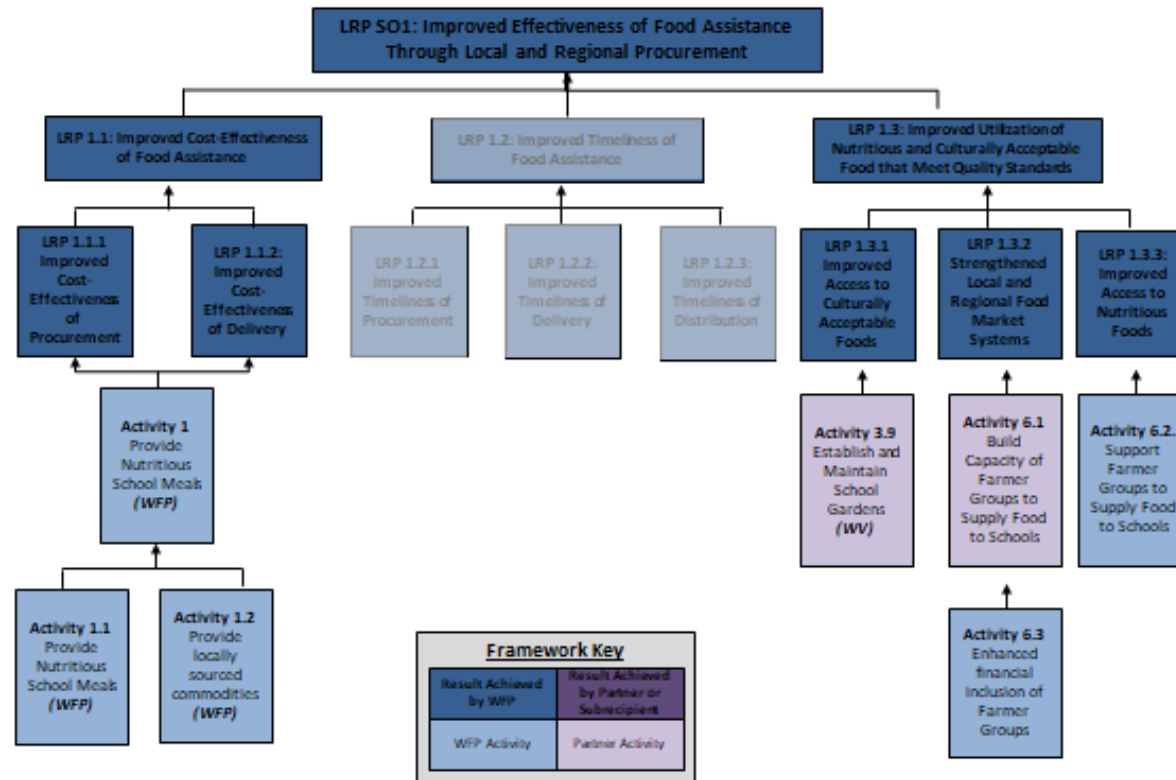 LRP SO1: Improved Effectiveness of Food Assistance
Through Local and Regional Procurement
LRP 1.1: Improved Cost-Effectiveness
of Food Assistance
LRP 1.2: Improved Timeliness of
Food Assistance
LRP 1.3: Improved Utilization of
Nutritious and Culturally Acceptable
Food that Meet Quality Standards
LRP 1.1.1
Improved
Cost-
Effectiveness
of
Procurement
LRP 1.1.2:
Improved
Cost-
Effectiveness
of Delivery
LRP 1.2.1
Improved
Timeliness of
Procurement
LRP 1.2.2:
Improved
Timeliness of
Delivery
LRP 1.2.3:
Improved
Timeliness of
Distribution
LRP 1.3.1
Improved
Access to
Culturally
Acceptable
Foods
LRP 1.3.2
Strengthened
Local and
Regional Food
Market
Systems
LRP 1.3.3:
Improved
Access to
Nutritious
Foods
Activity 1
Provide
Nutritious
School Meals
(WFP)
Activity 3.9
Establish and
Maintain
School
Gardens
(WV)
Activity 6.1
Build
Capacity of
Farmer
Groups to
Supply Food
to Schools
Activity 6.2.
Support
Farmer
Groups to
Supply Food
to Schools
Activity 1.1
Provide
Nutritious
School Meals
(WFP)
Activity 1.2
Provide
locally
sourced
commodities
(WFP)
Activity 6.3
Enhanced
financial
inclusion of
Farmer
Groups
Framework Key
Result Achieved
by WFP
Result Achieved
by Partner or
Subrecipient
WFP Activity
Partner Activity